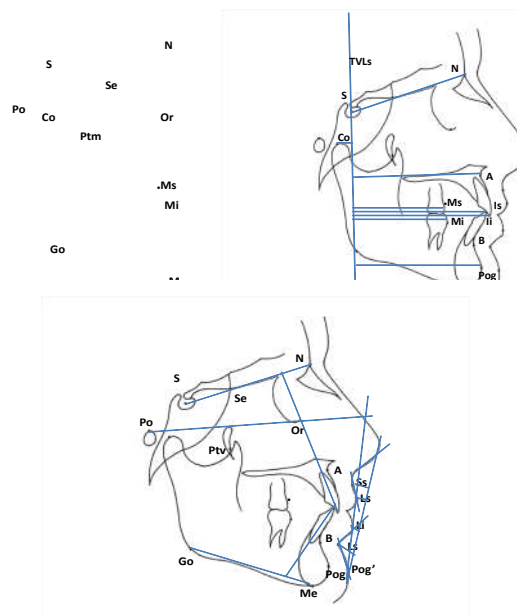 N
S
Se
Po
Co
Or
Ptm
.Ms
Mi
Go
TVLs
N
S
Co
A
Ms
Is
Mi
Ii
B
Pog
N
S
Se
Po
Or
Ptv
A
Ss
Ls
Li
B
Ls
Go
Pog
Pog’
Me